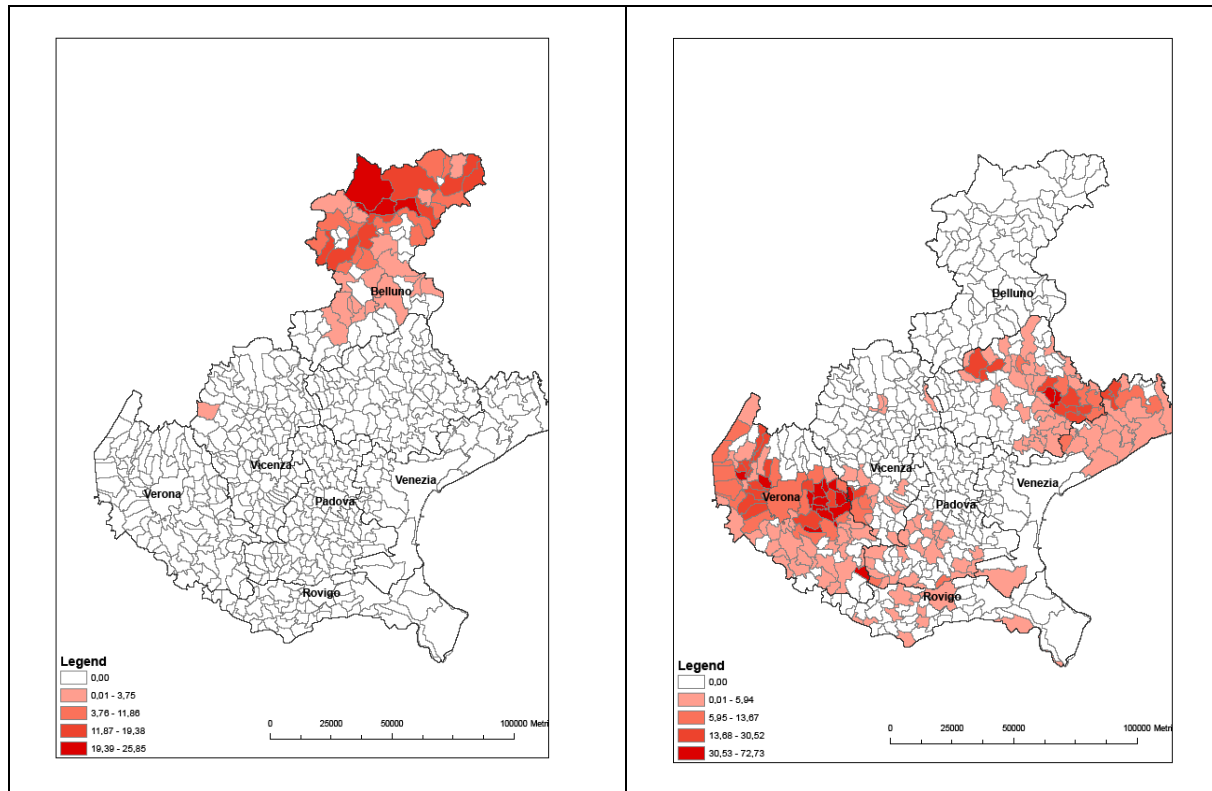 Belluno
Vicenza
Verona
Venezia
Padova
Rovigo
Legend
0,00
0,01 - 3,75
3,76 - 11,86
11,87 - 19,38
19,39 - 25,85
0 25000 50000 100000 Metri
Belluno
Vicenza
Verona
Venezia
Padova
Rovigo
Legend
0,00
0,01 - 5,94
5,95 - 13,67
13,68 - 30,52
30,53 - 72,73
0 25000 50000 100000 Metri